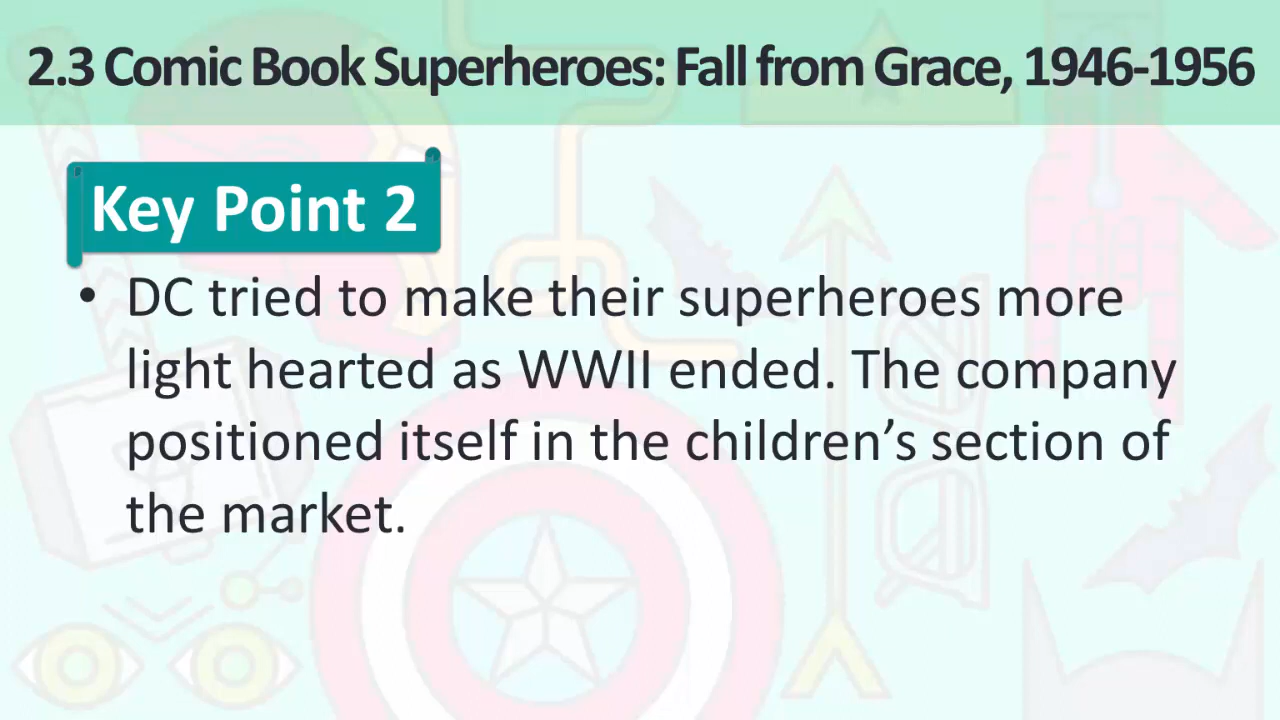 2.3 Comic Book Superheroes: Fall from Grace, 1946-1956
Key Point 2
• DC tried to make their superheroes more
light hearted as WWII ended. The company
positioned itself in the children’s section of
the market.